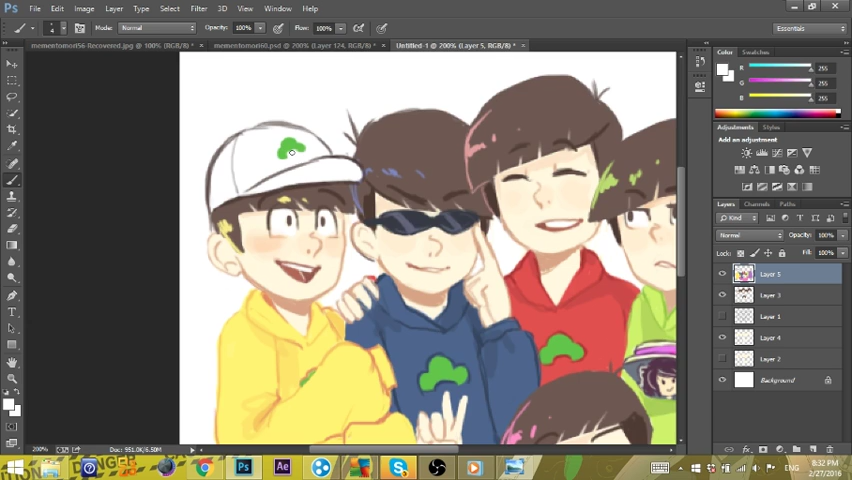 Ps File Edit Image Layer Type Select Filter 3D View Window Help
4 Mode: Normal Opacity: 100% Flow: 100% Essentials
mementomori56-Recovered.jpg @ 100% (RGB/8) * × mementomori60.psd @ 200% (Layer 124, RGB/8) * × Untitled-1 @ 200% (Layer 5, RGB/8) * ×
Color Swatches
R 255
G 255
B 255
Adjustments Styles
Add an adjustment
Layers Channels Paths
Kind
Normal Opacity: 100%
Lock: Fill: 100%
Layer 5
Layer 3
Layer 1
Layer 4
Layer 2
Background
200% Doc: 951.0K/6.50M
Ps Ae ENG 8:32 PM
2/27/2016